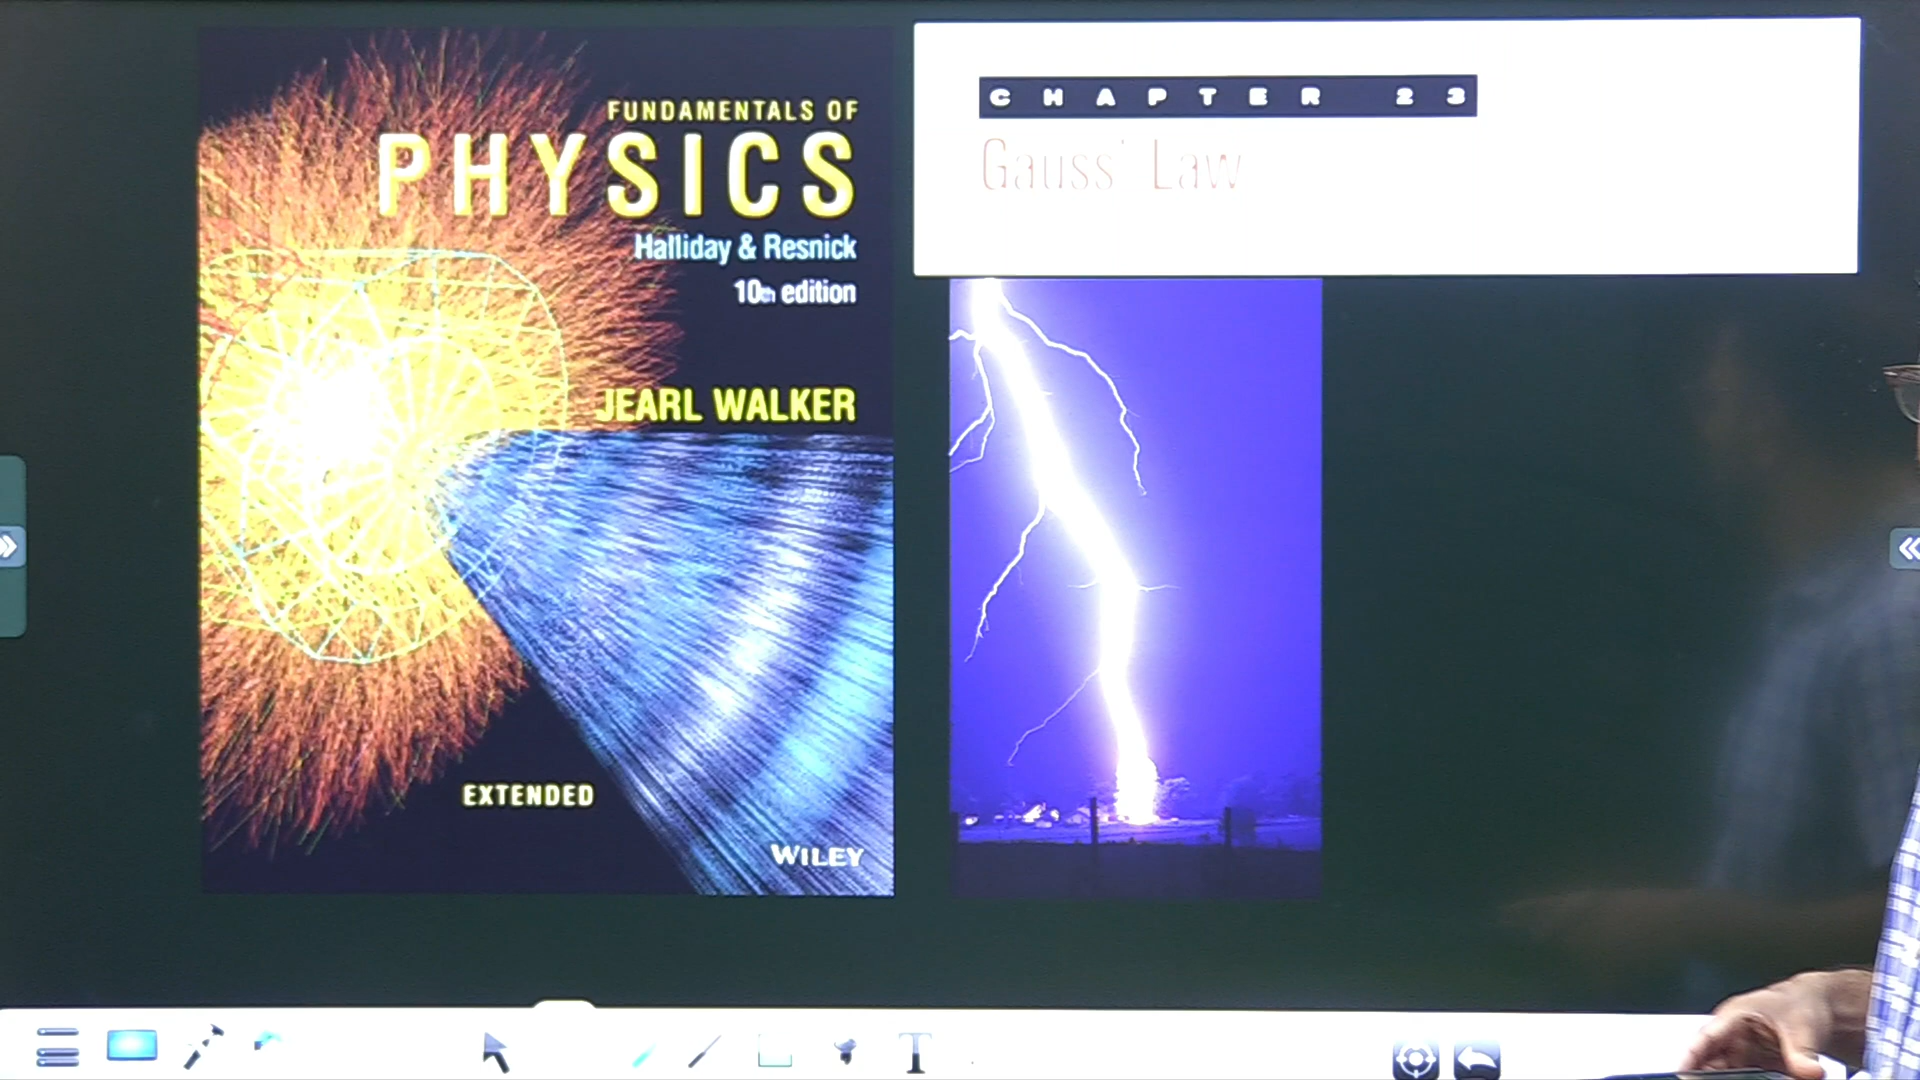 FUNDAMENTALS OF
PHYSICS
Halliday & Resnick
10th edition
JEARL WALKER
EXTENDED
WILEY
CHAPTER 23
Gauss' Law
T